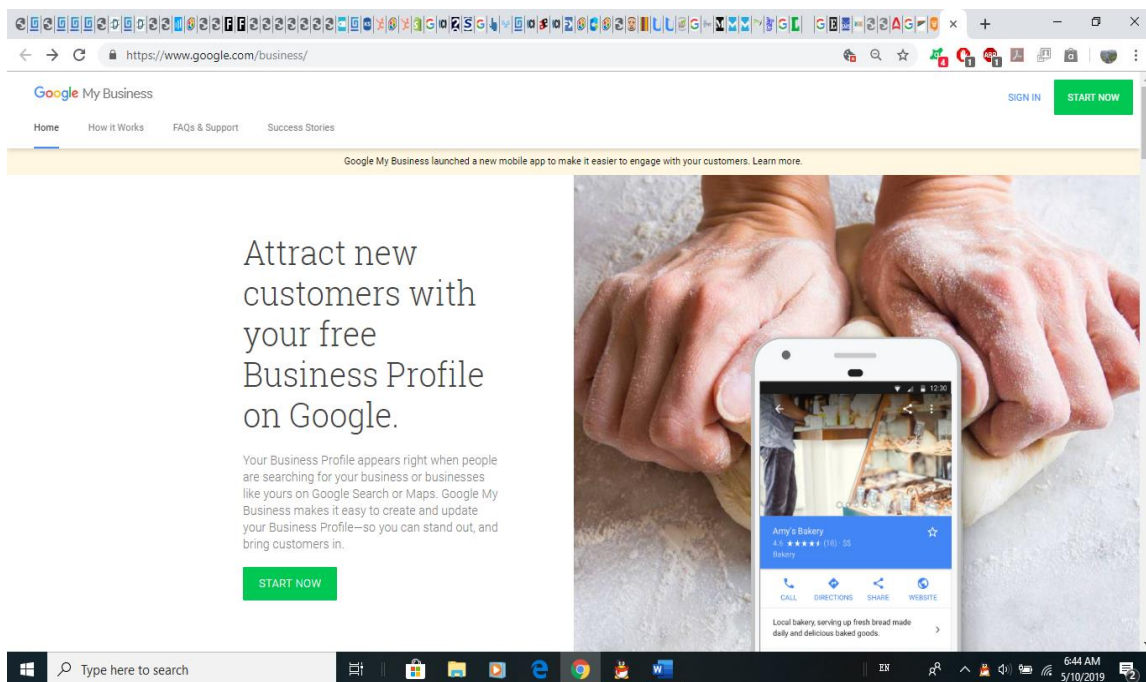 https://www.google.com/business/
4
1
1
Google My Business
SIGN IN
START NOW
Home
How it Works
FAQs & Support
Success Stories
Google My Business launched a new mobile app to make it easier to engage with your customers. Learn more.
Attract new
customers with
your free
Business Profile
on Google.
Your Business Profile appears right when people
are searching for your business or businesses
like yours on Google Search or Maps. Google My
Business makes it easy to create and update
your Business Profile—so you can stand out, and
bring customers in.
START NOW
12:30
Amy's Bakery
4.6 (18) · $$
Bakery
CALL
DIRECTIONS
SHARE
WEBSITE
Local bakery, serving up fresh bread made
daily and delicious baked goods.
Type here to search
EN
6:44 AM
5/10/2019
2